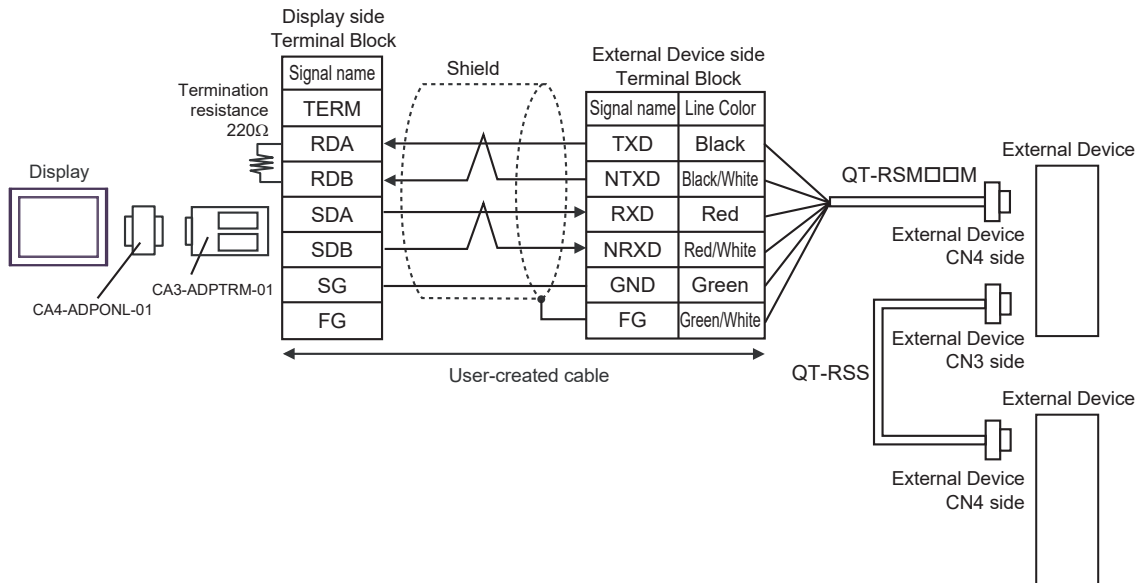 Display side
Terminal Block
Signal name
TERM
RDA
RDB
SDA
SDB
SG
FG
Termination
resistance
220Ω
Shield
External Device side
Terminal Block
Signal name Line Color
TXD Black
NTXD Black/White
RXD Red
NRXD Red/White
GND Green
FG Green/White
Display
CA4-ADPONL-01
CA3-ADPTRM-01
User-created cable
QT-RSM□□M
External Device
External Device
CN4 side
External Device
CN3 side
QT-RSS
External Device
External Device
CN4 side